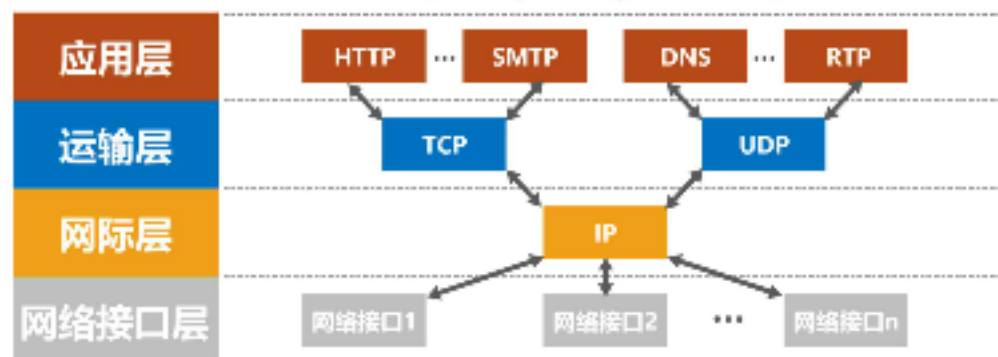 应用层
HTTP … SMTP DNS … RTP
运输层
TCP UDP
网际层
IP
网络接口层
网络接口1 网络接口2 … 网络接口n